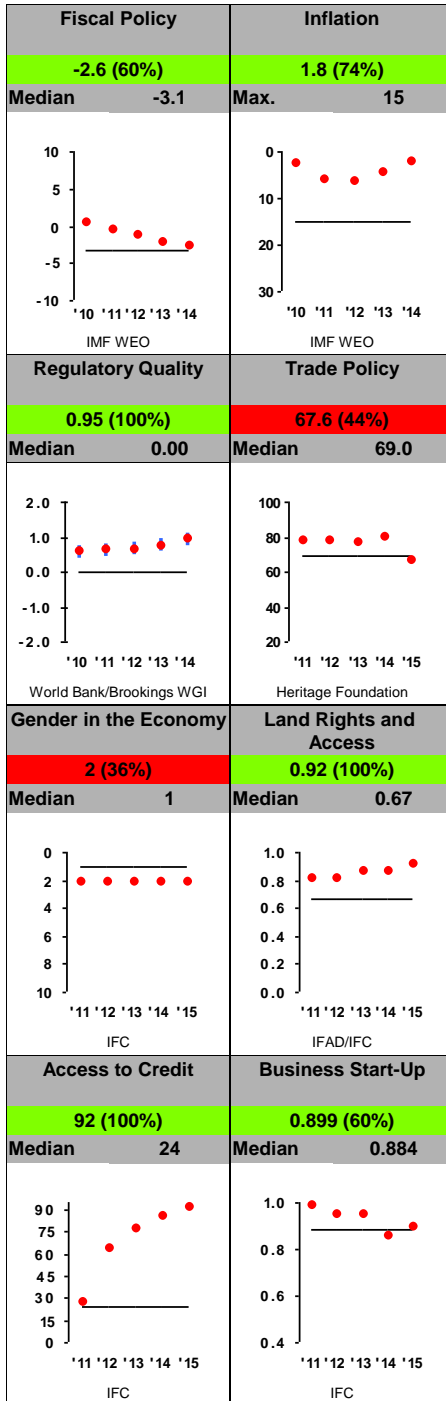 Fiscal Policy
-2.6 (60%)
Median -3.1
10
5
0
-5
-10
'10 '11 '12 '13 '14
IMF WEO
Inflation
1.8 (74%)
Max. 15
0
10
20
30
'10 '11 '12 '13 '14
IMF WEO
Regulatory Quality
0.95 (100%)
Median 0.00
2.0
1.0
0.0
-1.0
-2.0
'10 '11 '12 '13 '14
World Bank/Brookings WGI
Trade Policy
67.6 (44%)
Median 69.0
100
80
60
40
20
'11 '12 '13 '14 '15
Heritage Foundation
Gender in the Economy
2 (36%)
Median 1
0
2
4
6
8
10
'11 '12 '13 '14 '15
IFC
Land Rights and
Access
0.92 (100%)
Median 0.67
1.0
0.8
0.6
0.4
0.2
0.0
'11 '12 '13 '14 '15
IFAD/IFC
Access to Credit
92 (100%)
Median 24
90
75
60
45
30
15
0
'11 '12 '13 '14 '15
IFC
Business Start-Up
0.899 (60%)
Median 0.884
1.0
0.8
0.6
0.4
'11 '12 '13 '14 '15
IFC